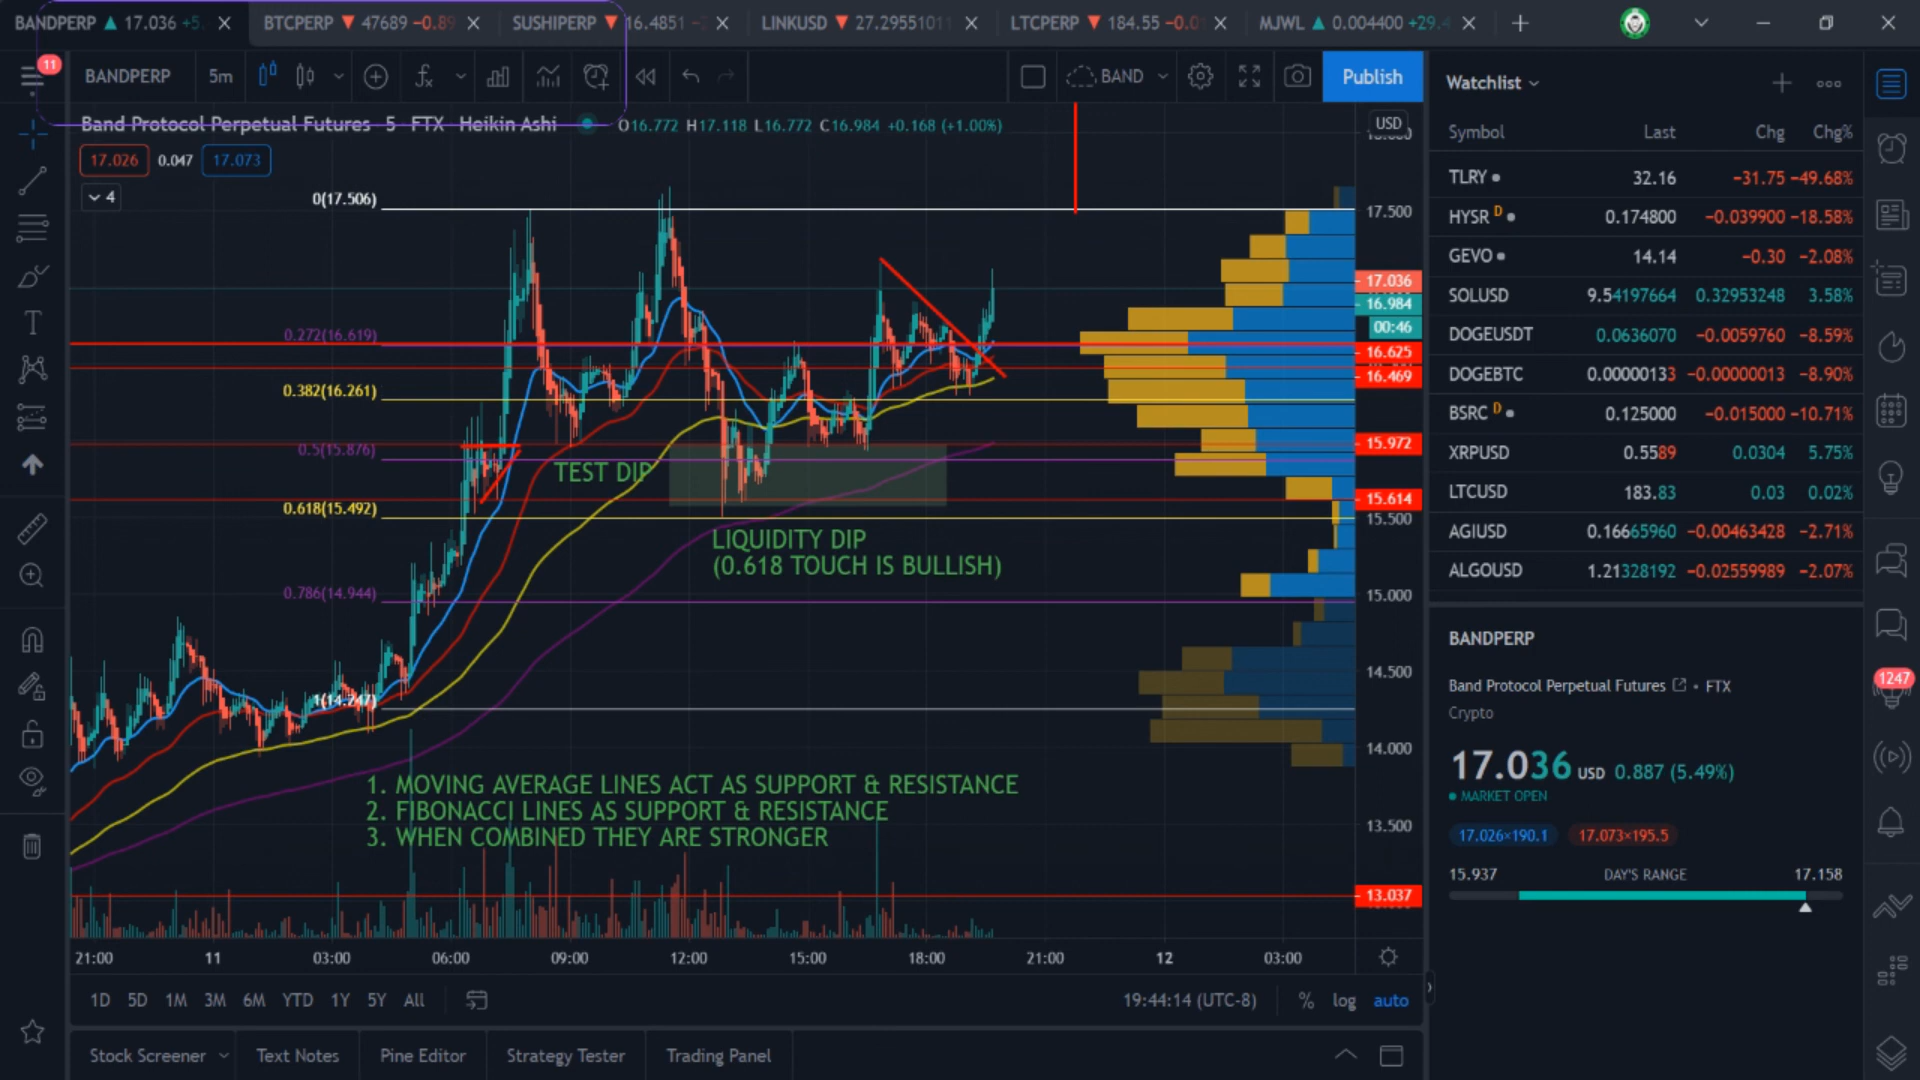 BANDPERP ▲ 17.036 +5.
BTCPERP ▼ 47689 −0.89
SUSHIPERP ▼ 16.4851
LINKUSD ▼ 27.29551011
LTCPERP ▼ 184.55 −0.0
MJWL ▲ 0.004400 +29.4
11
BANDPERP
5m
BAND
Publish
Band Protocol Perpetual Futures 5 FTX Heikin Ashi
O16.772 H17.118 L16.772 C16.984 +0.168 (+1.00%)
17.026 0.047 17.073
4
USD
0(17.506)
0.272(16.619)
0.382(16.261)
0.5(15.876)
0.618(15.492)
0.786(14.944)
1(14.247)
TEST DIP
LIQUIDITY DIP
(0.618 TOUCH IS BULLISH)
1. MOVING AVERAGE LINES ACT AS SUPPORT & RESISTANCE
2. FIBONACCI LINES AS SUPPORT & RESISTANCE
3. WHEN COMBINED THEY ARE STRONGER
17.500
17.036
16.984
00:46
16.625
16.469
15.972
15.614
15.500
15.000
14.500
14.000
13.500
13.037
21:00 11 03:00 06:00 09:00 12:00 15:00 18:00 21:00 12 03:00
1D 5D 1M 3M 6M YTD 1Y 5Y All
19:44:14 (UTC-8) % log auto
Stock Screener Text Notes Pine Editor Strategy Tester Trading Panel
Watchlist
Symbol Last Chg Chg%
TLRY 32.16 −31.75 −49.68%
HYSR D 0.174800 −0.039900 −18.58%
GEVO 14.14 −0.30 −2.08%
SOLUSD 9.54197664 0.32953248 3.58%
DOGEUSDT 0.0636070 −0.0059760 −8.59%
DOGEBTC 0.00000133 −0.00000013 −8.90%
BSRC D 0.125000 −0.015000 −10.71%
XRPUSD 0.5589 0.0304 5.75%
LTCUSD 183.83 0.03 0.02%
AGIUSD 0.16665960 −0.00463428 −2.71%
ALGOUSD 1.21328192 −0.02559989 −2.07%
BANDPERP
Band Protocol Perpetual Futures • FTX
Crypto
17.036 USD 0.887 (5.49%)
MARKET OPEN
17.026×190.1 17.073×195.5
15.937 DAY'S RANGE 17.158
1247